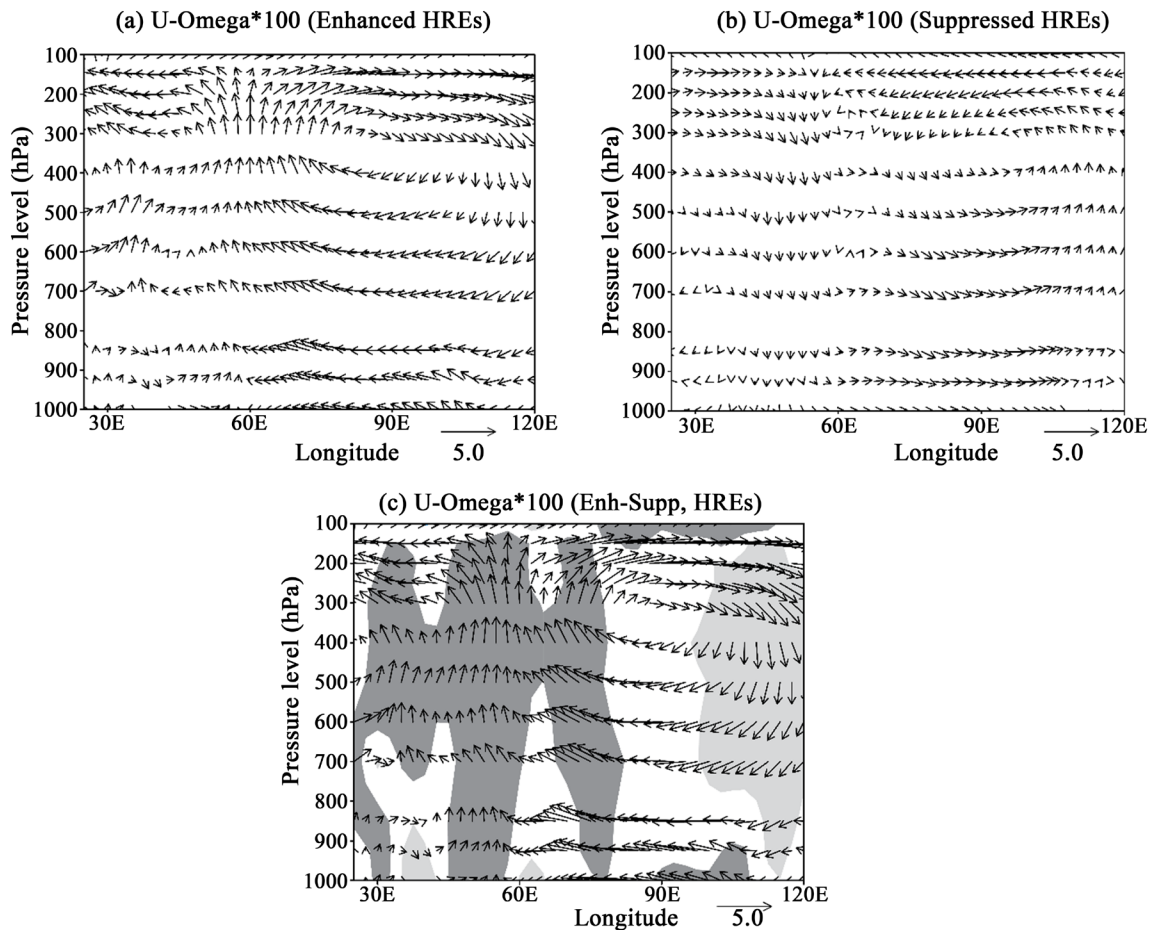 (a) U-Omega*100 (Enhanced HREs)
Pressure level (hPa)
100
200
300
400
500
600
700
800
900
1000
30E 60E 90E 120E
Longitude 5.0
(b) U-Omega*100 (Suppressed HREs)
Pressure level (hPa)
100
200
300
400
500
600
700
800
900
1000
30E 60E 90E 120E
Longitude 5.0
(c) U-Omega*100 (Enh-Supp, HREs)
Pressure level (hPa)
100
200
300
400
500
600
700
800
900
1000
30E 60E 90E 120E
Longitude 5.0